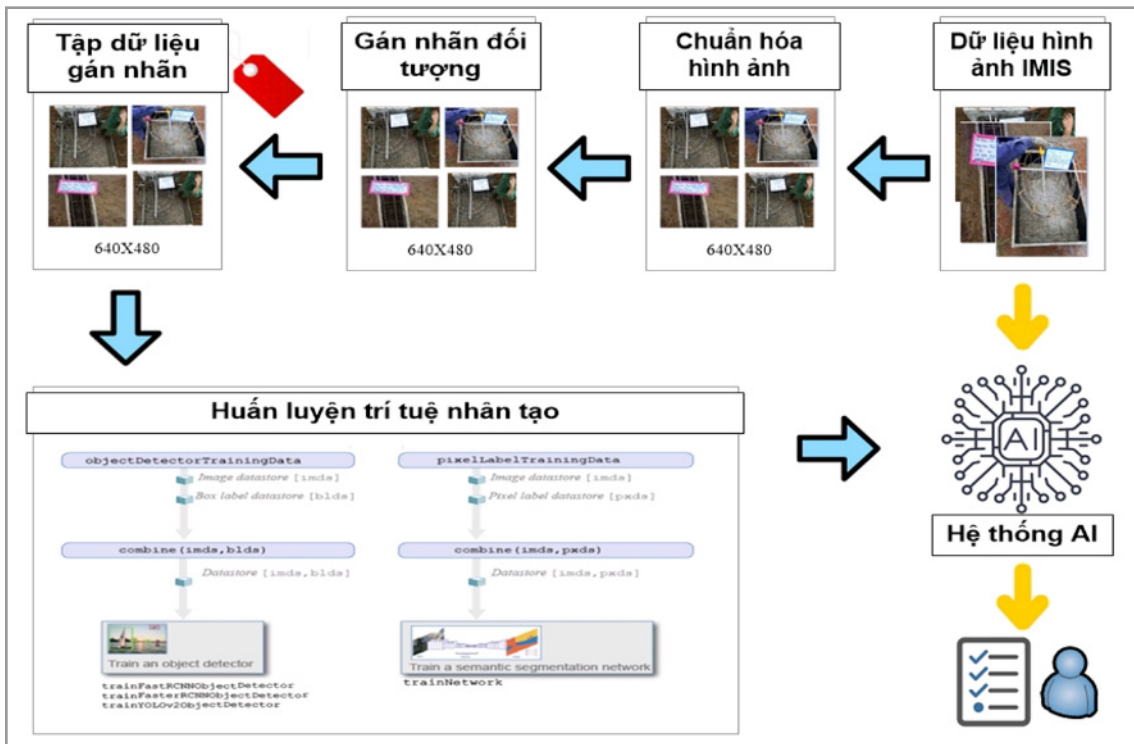 Tập dữ liệu
gán nhãn
640X480
Gán nhãn đối
tượng
640X480
Chuẩn hóa
hình ảnh
640X480
Dữ liệu hình
ảnh IMIS
Huấn luyện trí tuệ nhân tạo
objectDetectorTrainingData
Image datastore [imds]
Box label datastore [blds]
combine(imds,blds)
Datastore [imds,blds]
Train an object detector
trainFastRCNNObjectDetector
trainFasterRCNNObjectDetector
trainYOLOv2ObjectDetector
pixelLabelTrainingData
Image datastore [imds]
Pixel label datastore [pxds]
combine(imds,pxds)
Datastore [imds,pxds]
Train a semantic segmentation network
trainNetwork
AI
Hệ thống AI